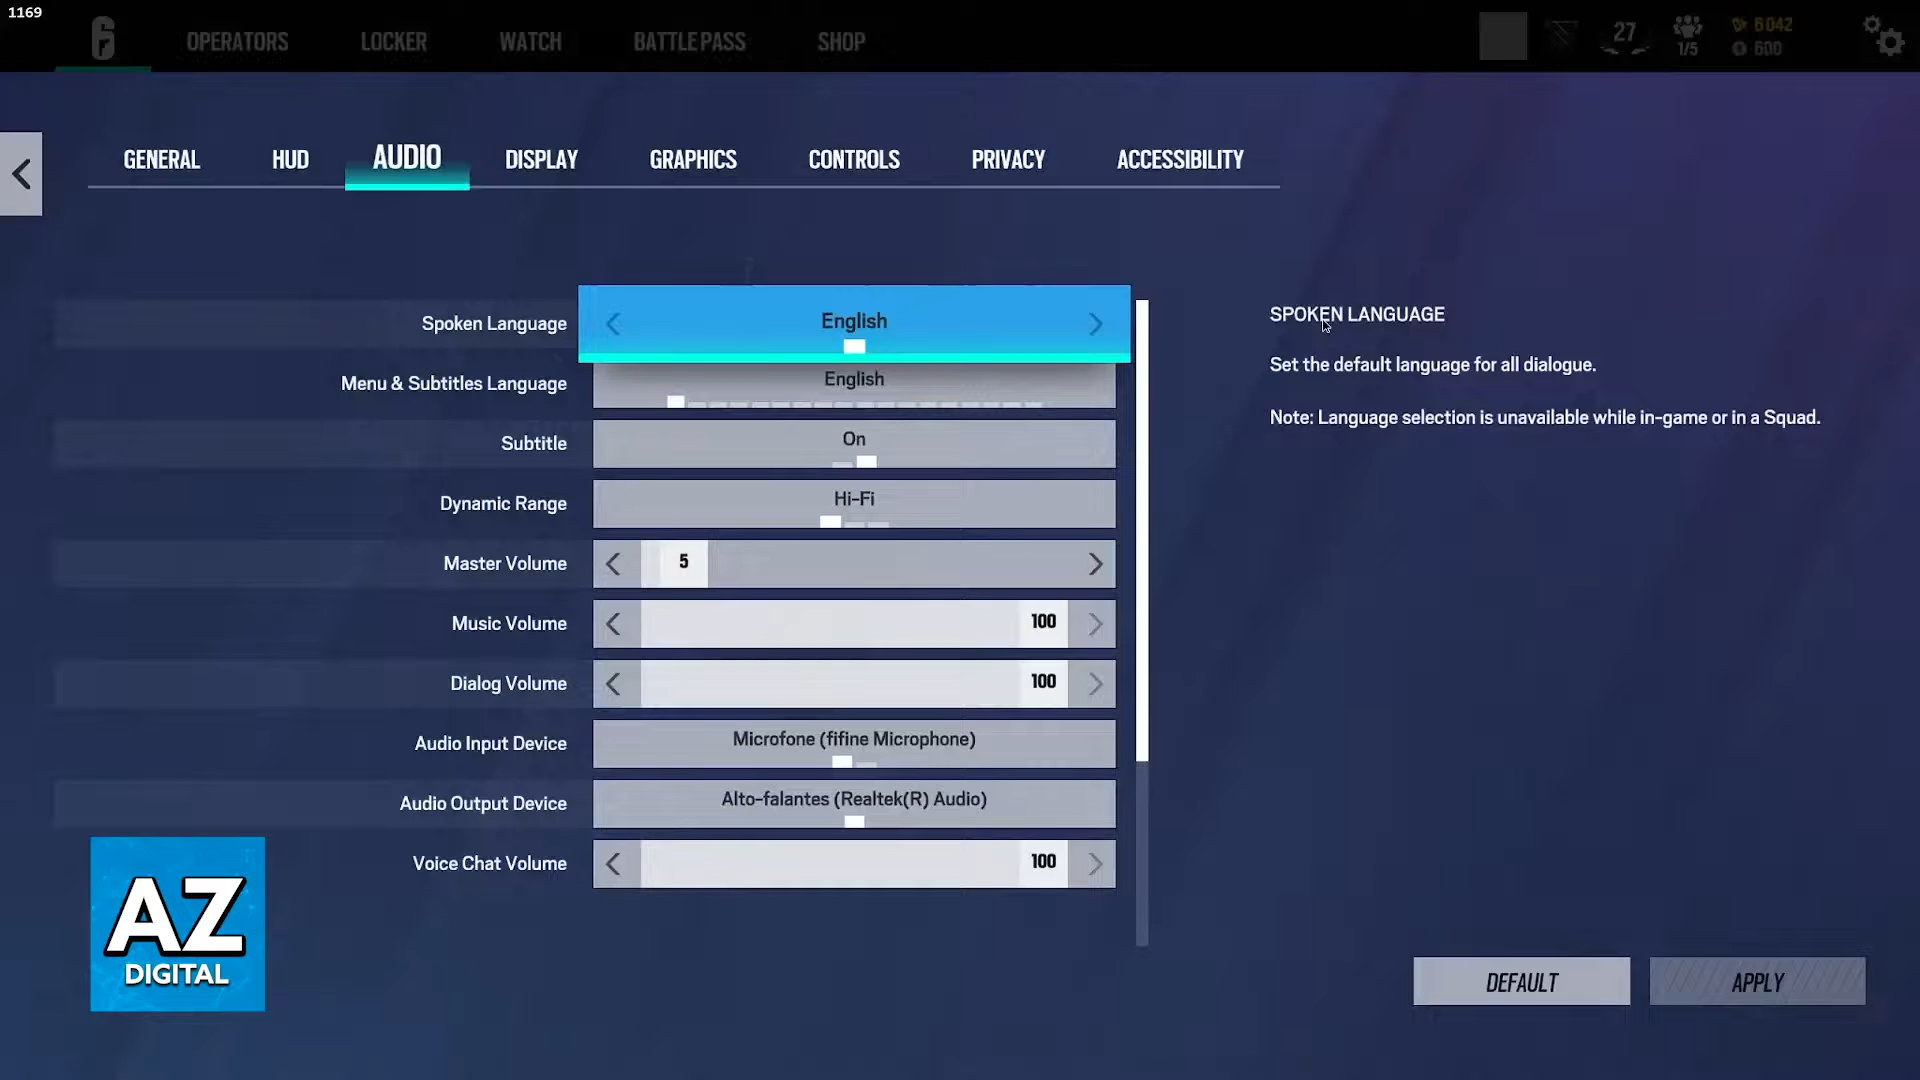 1169
OPERATORS LOCKER WATCH BATTLE PASS SHOP
27 1/5 6042
600
GENERAL HUD AUDIO DISPLAY GRAPHICS CONTROLS PRIVACY ACCESSIBILITY
Spoken Language English
Menu & Subtitles Language English
Subtitle On
Dynamic Range Hi-Fi
Master Volume 5
Music Volume 100
Dialog Volume 100
Audio Input Device Microfone (fifine Microphone)
Audio Output Device Alto-falantes (Realtek(R) Audio)
Voice Chat Volume 100
SPOKEN LANGUAGE
Set the default language for all dialogue.
Note: Language selection is unavailable while in-game or in a Squad.
AZ
DIGITAL
DEFAULT APPLY